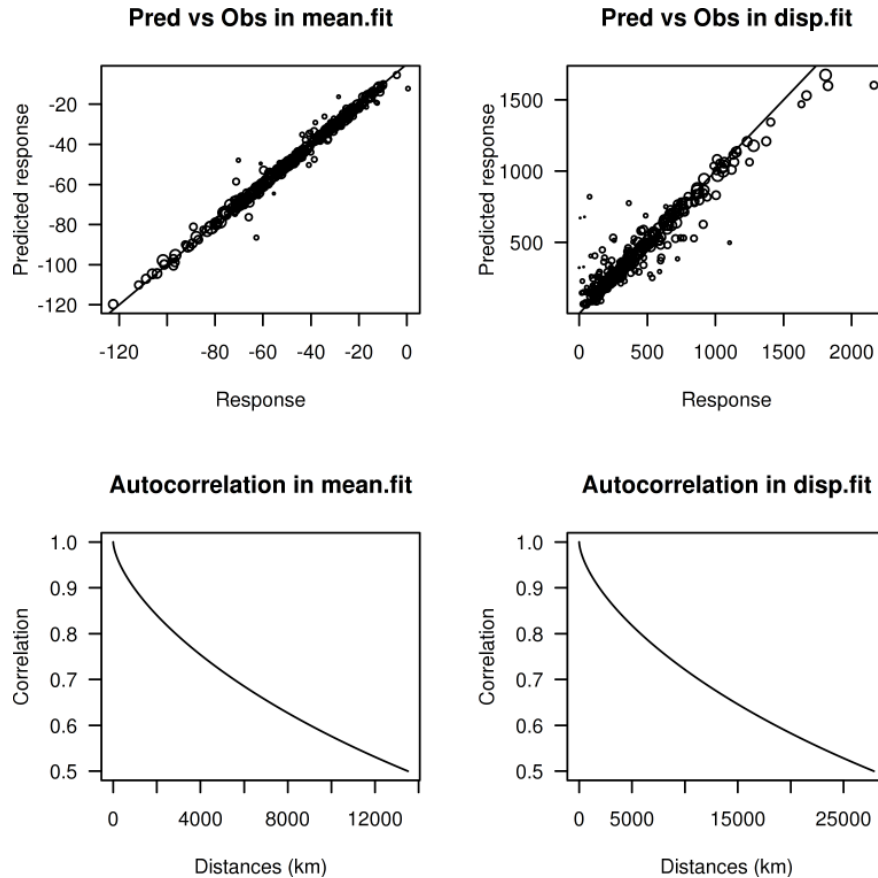 Pred vs Obs in mean.fit
Predicted response
-20
-40
-60
-80
-100
-120
-120 -80 -60 -40 -20 0
Response
Pred vs Obs in disp.fit
Predicted response
1500
1000
500
0 500 1000 1500 2000
Response
Autocorrelation in mean.fit
Correlation
1.0
0.9
0.8
0.7
0.6
0.5
0 4000 8000 12000
Distances (km)
Autocorrelation in disp.fit
Correlation
1.0
0.9
0.8
0.7
0.6
0.5
0 5000 15000 25000
Distances (km)